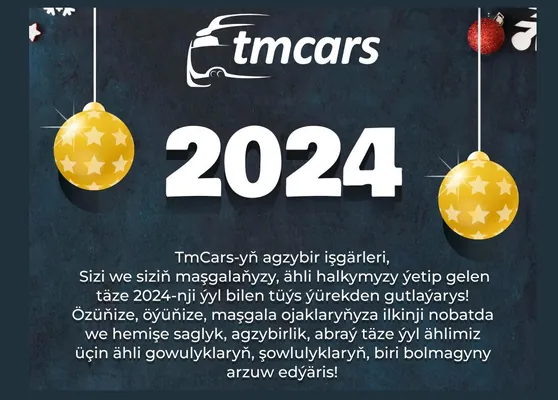 tmcars
2024
TmCars-yň agzybir işgärleri,
Sizi we siziň maşgalaňyzy, ähli halkymyzy ýetip gelen
täze 2024-nji ýyl bilen tüýs ýürekden gutlaýarys!
Özüňize, öýüňize, maşgala ojaklaryňyza ilkinji nobatda
we hemişe saglyk, agzybirlik, abraý täze ýyl ählimiz
üçin ähli gowulyklaryň, şowlulyklaryň, biri bolmagyny
arzuw edýäris!